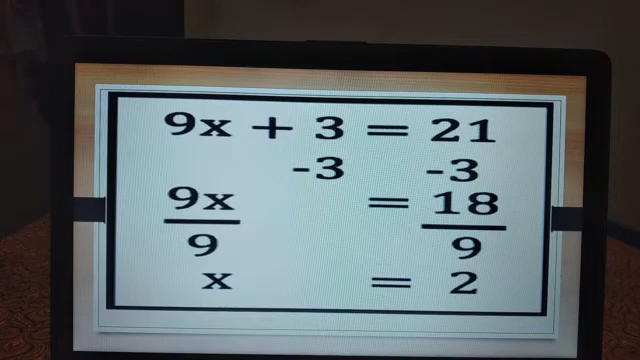 9x + 3 = 21
-3 -3
9x = 18
9 9
x = 2